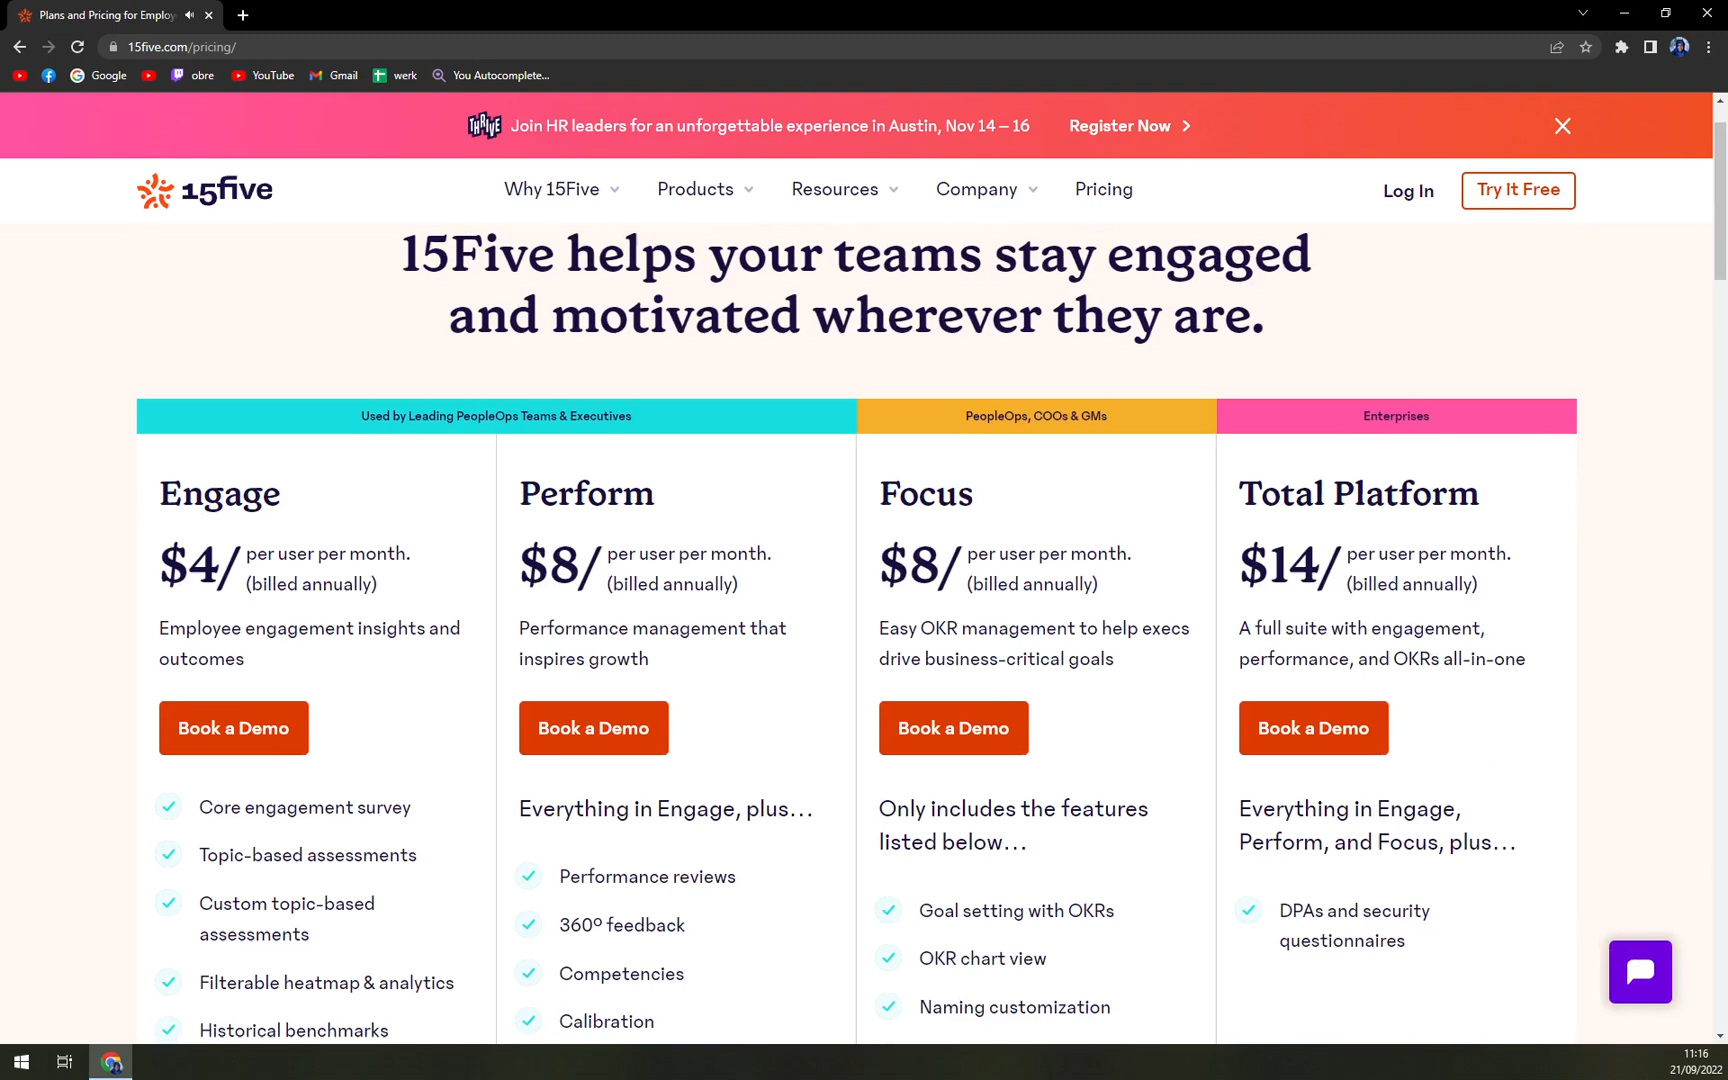 Plans and Pricing for Employ
15five.com/pricing/
Google
obre
YouTube
Gmail
werk
You Autocomplete...
THRIVE
Join HR leaders for an unforgettable experience in Austin, Nov 14 – 16
Register Now
15five
Why 15Five
Products
Resources
Company
Pricing
Log In
Try It Free
15Five helps your teams stay engaged
and motivated wherever they are.
Used by Leading PeopleOps Teams & Executives
PeopleOps, COOs & GMs
Enterprises
Engage
$4/ per user per month.
(billed annually)
Employee engagement insights and
outcomes
Book a Demo
Core engagement survey
Topic-based assessments
Custom topic-based
assessments
Filterable heatmap & analytics
Historical benchmarks
Perform
$8/ per user per month.
(billed annually)
Performance management that
inspires growth
Book a Demo
Everything in Engage, plus…
Performance reviews
360º feedback
Competencies
Calibration
Focus
$8/ per user per month.
(billed annually)
Easy OKR management to help execs
drive business-critical goals
Book a Demo
Only includes the features
listed below…
Goal setting with OKRs
OKR chart view
Naming customization
Total Platform
$14/ per user per month.
(billed annually)
A full suite with engagement,
performance, and OKRs all-in-one
Book a Demo
Everything in Engage,
Perform, and Focus, plus…
DPAs and security
questionnaires
11:16
21/09/2022